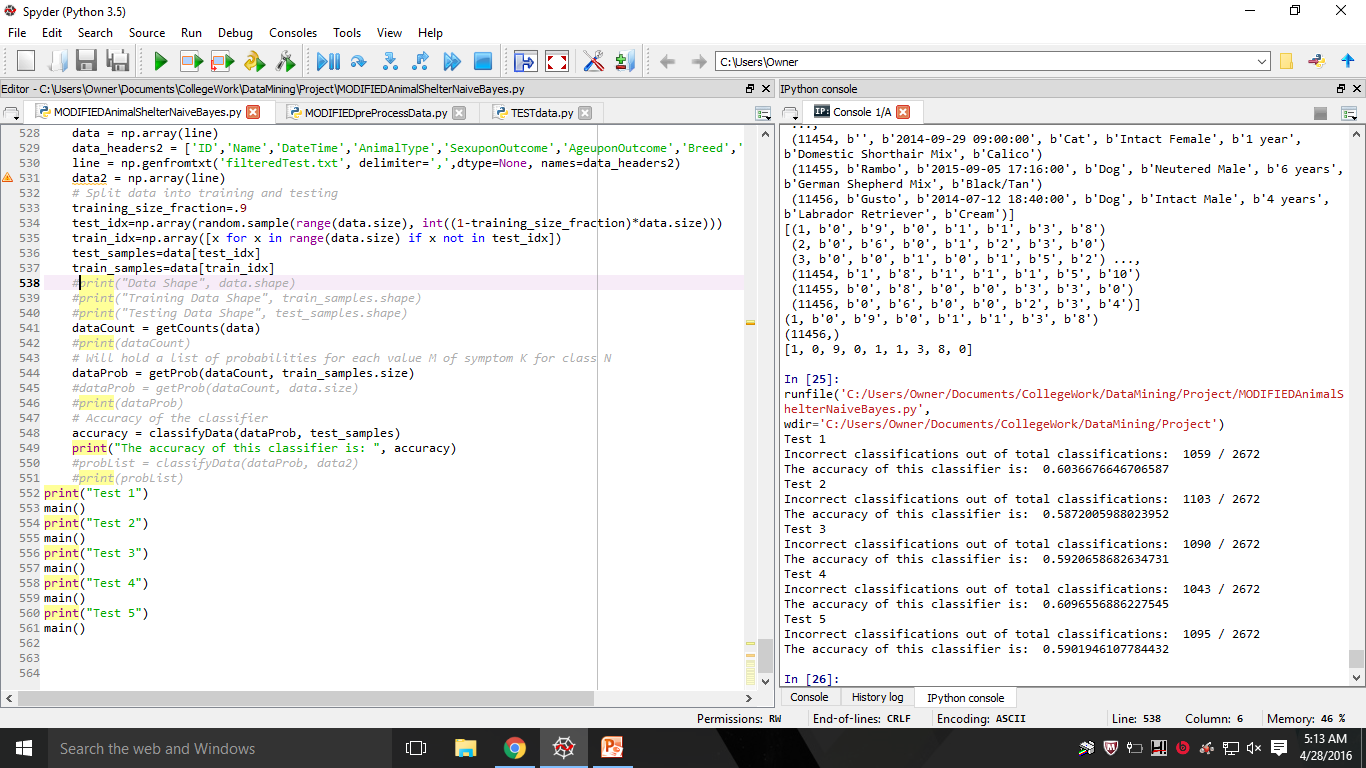 Spyder (Python 3.5)
File Edit Search Source Run Debug Consoles Tools View Help
C:\Users\Owner
Editor - C:\Users\Owner\Documents\CollegeWork\DataMining\Project\MODIFIEDAnimalShelterNaiveBayes.py
MODIFIEDAnimalShelterNaiveBayes.py MODIFIEDpreProcessData.py TESTdata.py
528 data = np.array(line)
529 data_headers2 = ['ID','Name','DateTime','AnimalType','SexuponOutcome','AgeuponOutcome','Breed','
530 line = np.genfromtxt('filteredTest.txt', delimiter=',',dtype=None, names=data_headers2)
531 data2 = np.array(line)
532 # Split data into training and testing
533 training_size_fraction=.9
534 test_idx=np.array(random.sample(range(data.size), int((1-training_size_fraction)*data.size)))
535 train_idx=np.array([x for x in range(data.size) if x not in test_idx])
536 test_samples=data[test_idx]
537 train_samples=data[train_idx]
538 #print("Data Shape", data.shape)
539 #print("Training Data Shape", train_samples.shape)
540 #print("Testing Data Shape", test_samples.shape)
541 dataCount = getCounts(data)
542 #print(dataCount)
543 # Will hold a list of probabilities for each value M of symptom K for class N
544 dataProb = getProb(dataCount, train_samples.size)
545 #dataProb = getProb(dataCount, data.size)
546 #print(dataProb)
547 # Accuracy of the classifier
548 accuracy = classifyData(dataProb, test_samples)
549 print("The accuracy of this classifier is: ", accuracy)
550 #probList = classifyData(dataProb, data2)
551 #print(probList)
552 print("Test 1")
553 main()
554 print("Test 2")
555 main()
556 print("Test 3")
557 main()
558 print("Test 4")
559 main()
560 print("Test 5")
561 main()
562
563
564
IPython console
IP: Console 1/A
...,
(11454, b'', b'2014-09-29 09:00:00', b'Cat', b'Intact Female', b'1 year',
b'Domestic Shorthair Mix', b'Calico')
(11455, b'Rambo', b'2015-09-05 17:16:00', b'Dog', b'Neutered Male', b'6 years',
b'German Shepherd Mix', b'Black/Tan')
(11456, b'Gusto', b'2014-07-12 18:40:00', b'Dog', b'Intact Male', b'4 years',
b'Labrador Retriever', b'Cream')]
[(1, b'0', b'9', b'0', b'1', b'1', b'3', b'8')
(2, b'0', b'6', b'0', b'1', b'2', b'3', b'0')
(3, b'0', b'0', b'1', b'0', b'1', b'5', b'2') ...,
(11454, b'1', b'8', b'1', b'1', b'1', b'5', b'10')
(11455, b'0', b'8', b'0', b'0', b'3', b'3', b'0')
(11456, b'0', b'6', b'0', b'0', b'2', b'3', b'4')]
(1, b'0', b'9', b'0', b'1', b'1', b'3', b'8')
(11456,)
[1, 0, 9, 0, 1, 1, 3, 8, 0]
In [25]:
runfile('C:/Users/Owner/Documents/CollegeWork/DataMining/Project/MODIFIEDAnimalS
helterNaiveBayes.py',
wdir='C:/Users/Owner/Documents/CollegeWork/DataMining/Project')
Test 1
Incorrect classifications out of total classifications: 1059 / 2672
The accuracy of this classifier is: 0.6036676646706587
Test 2
Incorrect classifications out of total classifications: 1103 / 2672
The accuracy of this classifier is: 0.5872005988023952
Test 3
Incorrect classifications out of total classifications: 1090 / 2672
The accuracy of this classifier is: 0.5920658682634731
Test 4
Incorrect classifications out of total classifications: 1043 / 2672
The accuracy of this classifier is: 0.6096556886227545
Test 5
Incorrect classifications out of total classifications: 1095 / 2672
The accuracy of this classifier is: 0.5901946107784432
In [26]:
Console History log IPython console
Permissions: RW End-of-lines: CRLF Encoding: ASCII Line: 538 Column: 6 Memory: 46 %
Search the web and Windows
5:13 AM
4/28/2016